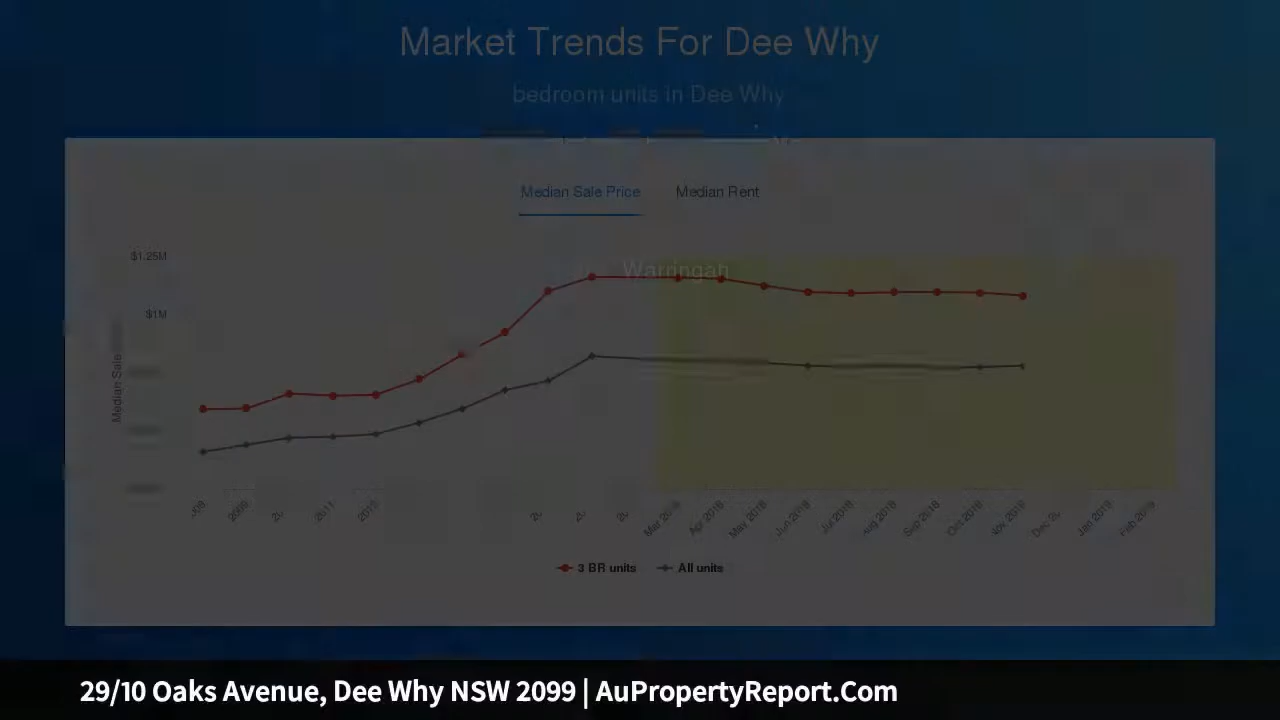 Market Trends For Dee Why
bedroom units in Dee Why
Median Sale Price
Median Rent
Warringah
$1.25M
$1M
Median Sale
2009
2011
2012
Mar 2018
Apr 2018
May 2018
Jun 2018
Jul 2018
Aug 2018
Sep 2018
Oct 2018
Nov 2018
Jan 2019
Feb 2019
3 BR units
All units
29/10 Oaks Avenue, Dee Why NSW 2099 | AuPropertyReport.Com